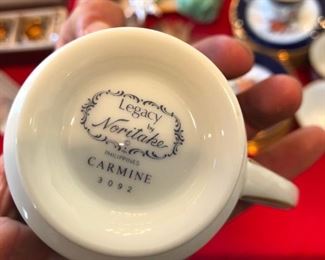 Legacy
by
Noritake
PHILIPPINES
CARMINE
3092